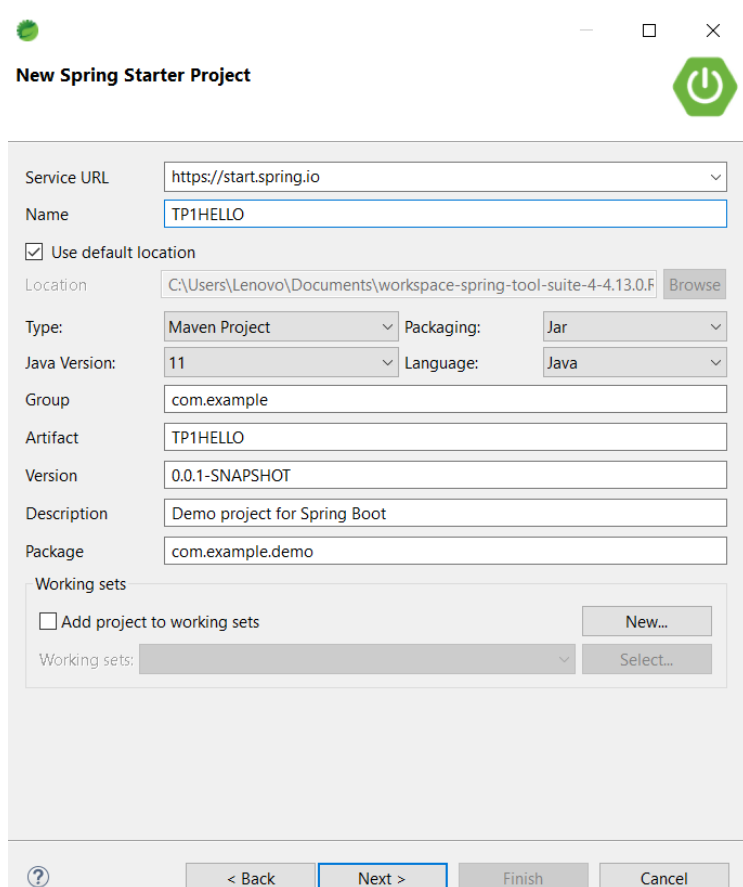 New Spring Starter Project
Service URL https://start.spring.io
Name TP1HELLO
Use default location
Location C:\Users\Lenovo\Documents\workspace-spring-tool-suite-4-4.13.0.F Browse
Type: Maven Project Packaging: Jar
Java Version: 11 Language: Java
Group com.example
Artifact TP1HELLO
Version 0.0.1-SNAPSHOT
Description Demo project for Spring Boot
Package com.example.demo
Working sets
Add project to working sets New...
Working sets: Select...
? < Back Next > Finish Cancel